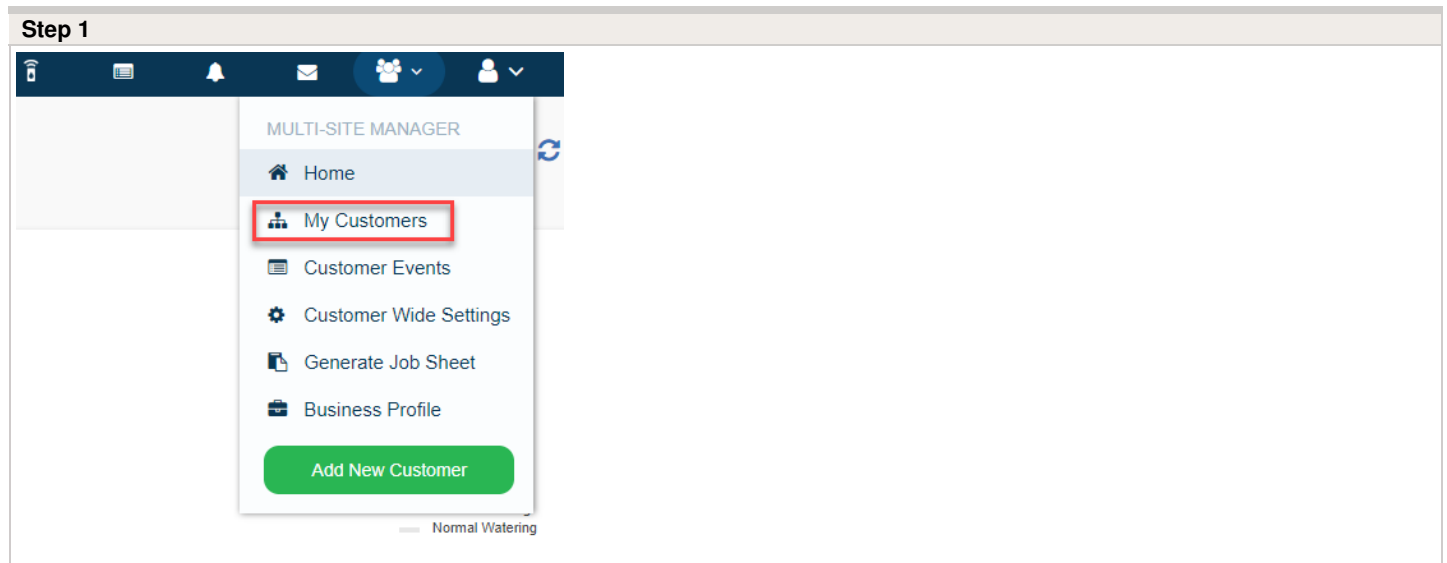 Step 1
MULTI-SITE MANAGER
Home
My Customers
Customer Events
Customer Wide Settings
Generate Job Sheet
Business Profile
Add New Customer
Normal Watering